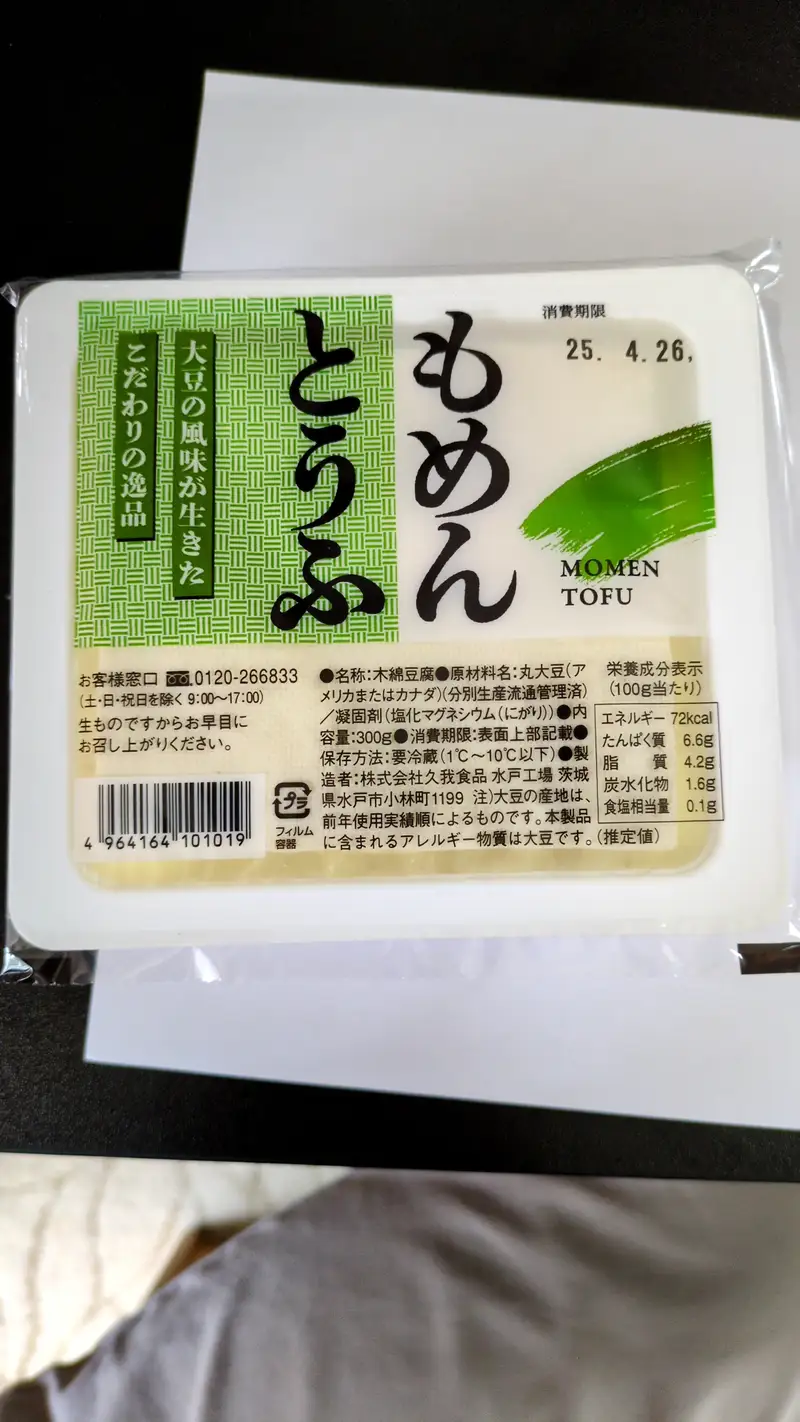 もめん
とうふ
大豆の風味が生きた
こだわりの逸品
消費期限
25. 4.26,
MOMEN
TOFU
お客様窓口 0120-266833
(土・日・祝日を除く 9:00〜17:00)
生ものですからお早目に
お召し上がりください。
4 964164 101019
プラ
フィルム
容器
●名称:木綿豆腐●原材料名:丸大豆(ア
メリカまたはカナダ)(分別生産流通管理済)
/凝固剤(塩化マグネシウム(にがり))●内
容量:300g●消費期限:表面上部記載●
保存方法:要冷蔵(1℃〜10℃以下)●製
造者:株式会社久我食品 水戸工場 茨城
県水戸市小林町1199 注)大豆の産地は、
前年使用実績順によるものです。本製品
に含まれるアレルギー物質は大豆です。
栄養成分表示
(100g当たり)
エネルギー 72kcal
たんぱく質 6.6g
脂質 4.2g
炭水化物 1.6g
食塩相当量 0.1g
(推定値)